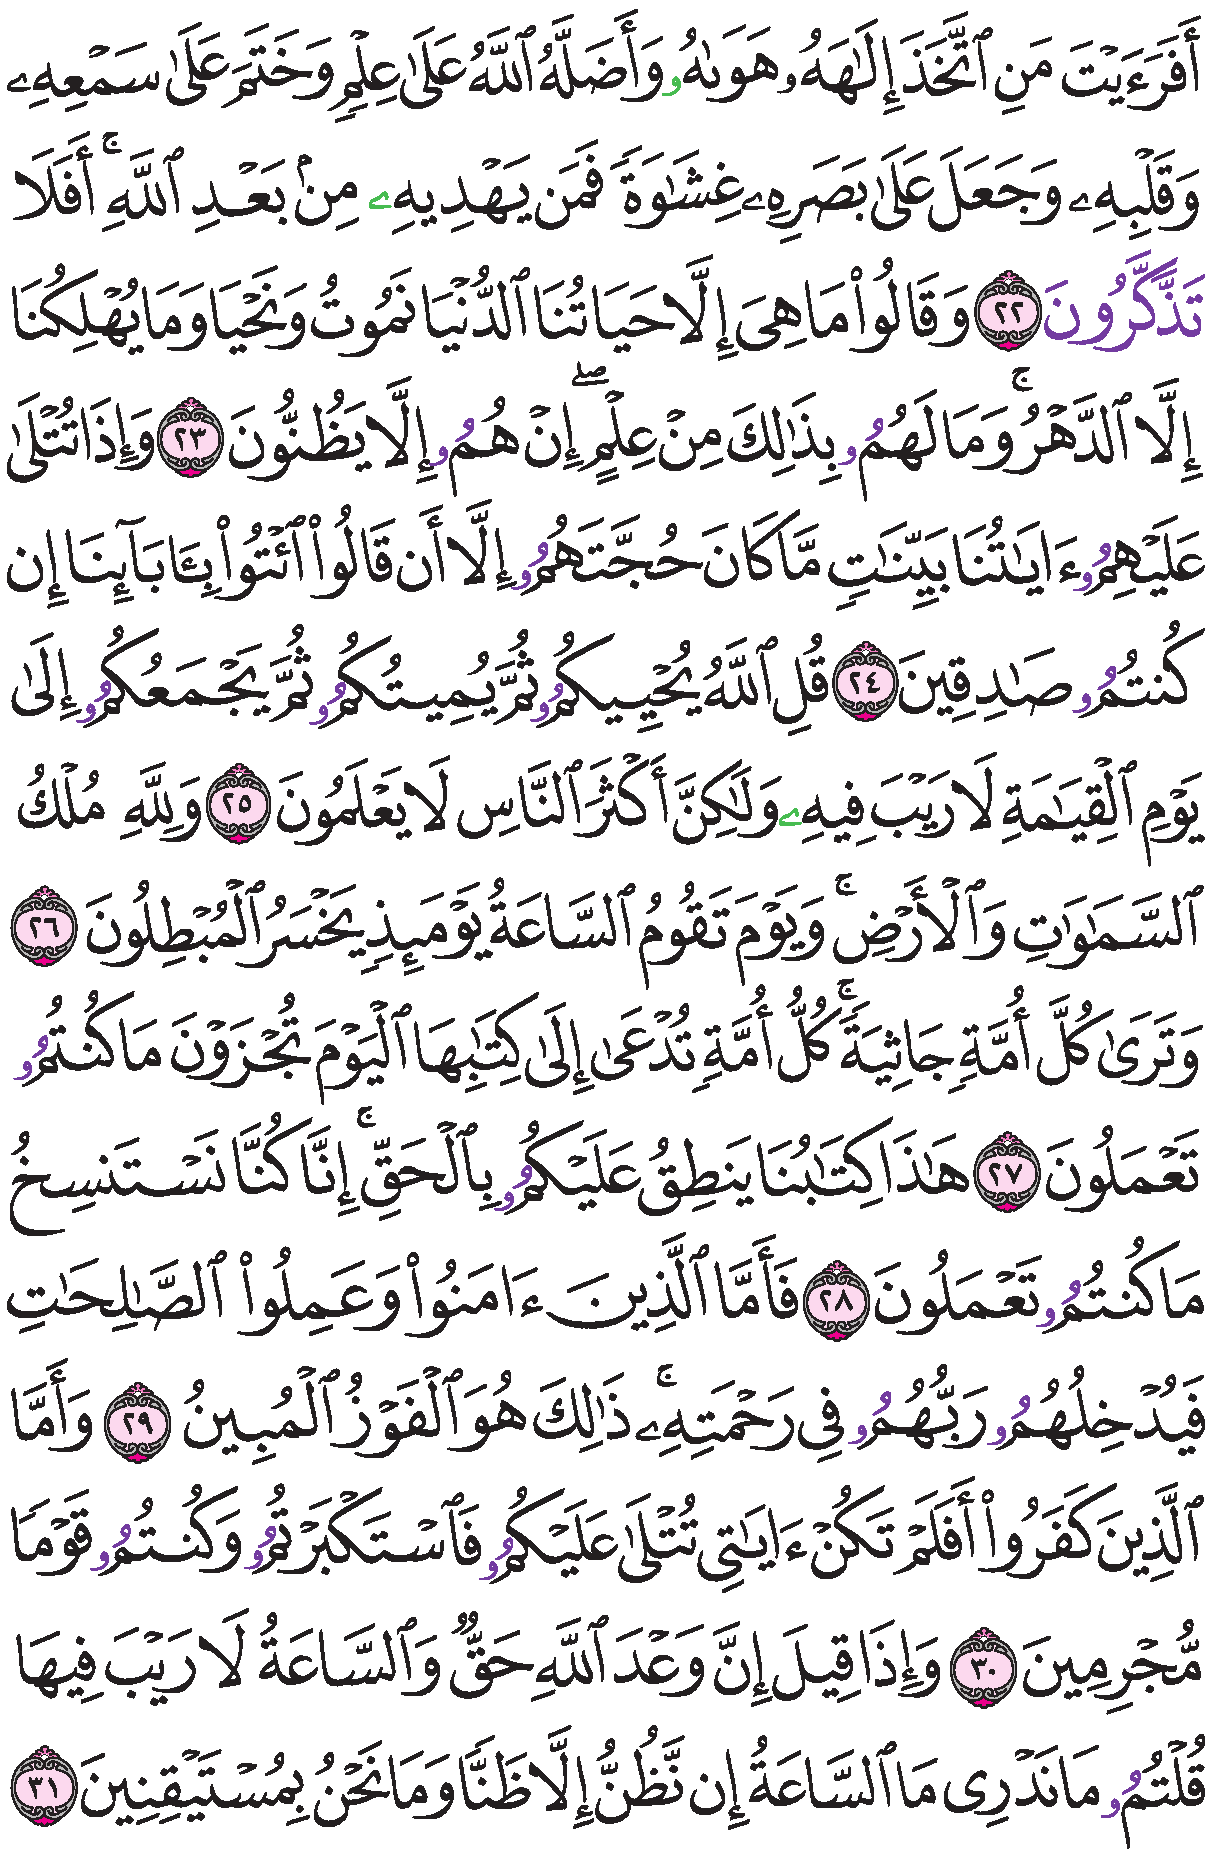 أَفَرَءَيۡتَ مَنِ ٱتَّخَذَ إِلَٰهَهُۥ هَوَىٰهُۥ وَأَضَلَّهُ ٱللَّهُ عَلَىٰ عِلۡمٖ وَخَتَمَ عَلَىٰ سَمۡعِهِۦ
وَقَلۡبِهِۦ وَجَعَلَ عَلَىٰ بَصَرِهِۦ غِشَٰوَةٗ فَمَن يَهۡدِيهِۦ مِنۢ بَعۡدِ ٱللَّهِۚ أَفَلَا
تَذَّكَّرُونَ ٢٢ وَقَالُواْ مَا هِيَ إِلَّا حَيَاتُنَا ٱلدُّنۡيَا نَمُوتُ وَنَحۡيَا وَمَا يُهۡلِكُنَا
إِلَّا ٱلدَّهۡرُۚ وَمَا لَهُمُۥ بِذَٰلِكَ مِنۡ عِلۡمٍۖ إِنۡ هُمُۥ إِلَّا يَظُنُّونَ ٢٣ وَإِذَا تُتۡلَىٰ
عَلَيۡهِمُۥ ءَايَٰتُنَا بَيِّنَٰتٖ مَّا كَانَ حُجَّتَهُمُۥ إِلَّا أَن قَالُواْ ٱئۡتُواْ بِـَٔابَآئِنَا إِن
كُنتُمُۥ صَٰدِقِينَ ٢٤ قُلِ ٱللَّهُ يُحۡيِيكُمُۥ ثُمَّ يُمِيتُكُمُۥ ثُمَّ يَجۡمَعُكُمُۥ إِلَىٰ
يَوۡمِ ٱلۡقِيَٰمَةِ لَا رَيۡبَ فِيهِۦ وَلَٰكِنَّ أَكۡثَرَ ٱلنَّاسِ لَا يَعۡلَمُونَ ٢٥ وَلِلَّهِ مُلۡكُ
ٱلسَّمَٰوَٰتِ وَٱلۡأَرۡضِۚ وَيَوۡمَ تَقُومُ ٱلسَّاعَةُ يَوۡمَئِذٖ يَخۡسَرُ ٱلۡمُبۡطِلُونَ ٢٦
وَتَرَىٰ كُلَّ أُمَّةٖ جَاثِيَةٗۚ كُلُّ أُمَّةٖ تُدۡعَىٰ إِلَىٰ كِتَٰبِهَا ٱلۡيَوۡمَ تُجۡزَوۡنَ مَا كُنتُمُۥ
تَعۡمَلُونَ ٢٧ هَٰذَا كِتَٰبُنَا يَنطِقُ عَلَيۡكُمُۥ بِٱلۡحَقِّۚ إِنَّا كُنَّا نَسۡتَنسِخُ
مَا كُنتُمُۥ تَعۡمَلُونَ ٢٨ فَأَمَّا ٱلَّذِينَ ءَامَنُواْ وَعَمِلُواْ ٱلصَّٰلِحَٰتِ
فَيُدۡخِلُهُمُۥ رَبُّهُمُۥ فِي رَحۡمَتِهِۦۚ ذَٰلِكَ هُوَ ٱلۡفَوۡزُ ٱلۡمُبِينُ ٢٩ وَأَمَّا
ٱلَّذِينَ كَفَرُواْ أَفَلَمۡ تَكُنۡ ءَايَٰتِي تُتۡلَىٰ عَلَيۡكُمُۥ فَٱسۡتَكۡبَرۡتُمُۥ وَكُنتُمُۥ قَوۡمٗا
مُّجۡرِمِينَ ٣٠ وَإِذَا قِيلَ إِنَّ وَعۡدَ ٱللَّهِ حَقّٞ وَٱلسَّاعَةُ لَا رَيۡبَ فِيهَا
قُلۡتُمُۥ مَا نَدۡرِي مَا ٱلسَّاعَةُ إِن نَّظُنُّ إِلَّا ظَنّٗا وَمَا نَحۡنُ بِمُسۡتَيۡقِنِينَ ٣١